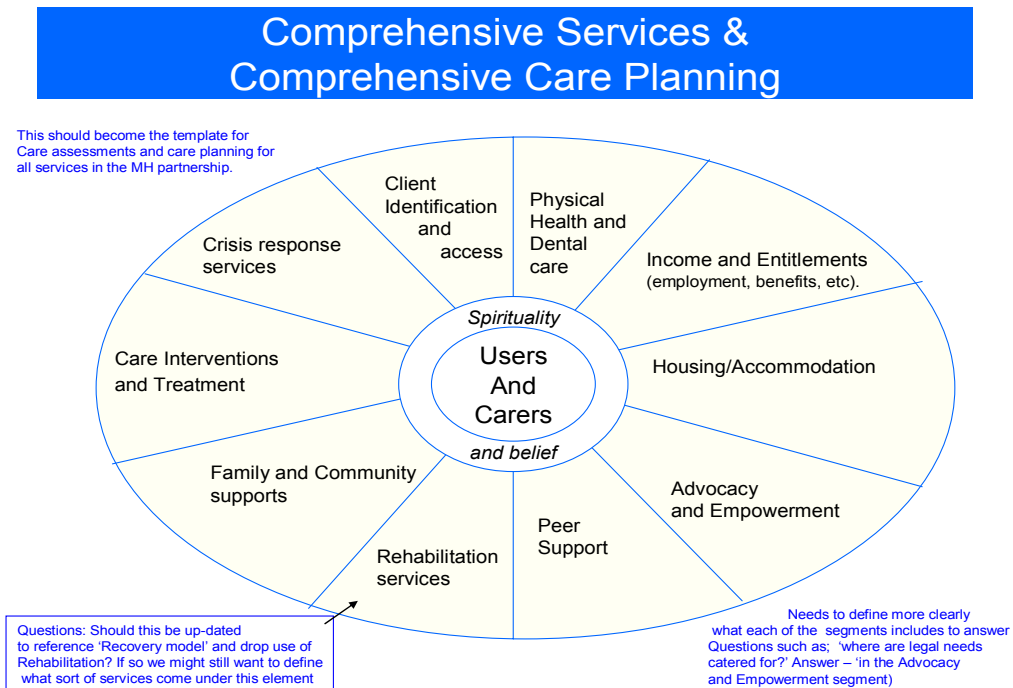 Comprehensive Services &
Comprehensive Care Planning
This should become the template for
Care assessments and care planning for
all services in the MH partnership.
Client
Identification
and
access
Physical
Health and
Dental
care
Crisis response
services
Income and Entitlements
(employment, benefits, etc).
Care Interventions
and Treatment
Spirituality
Users
And
Carers
and belief
Housing/Accommodation
Family and Community
supports
Advocacy
and Empowerment
Rehabilitation
services
Peer
Support
Questions: Should this be up-dated
to reference ‘Recovery model’ and drop use of
Rehabilitation? If so we might still want to define
what sort of services come under this element
Needs to define more clearly
what each of the segments includes to answer
Questions such as; ‘where are legal needs
catered for?’ Answer – ‘in the Advocacy
and Empowerment segment)